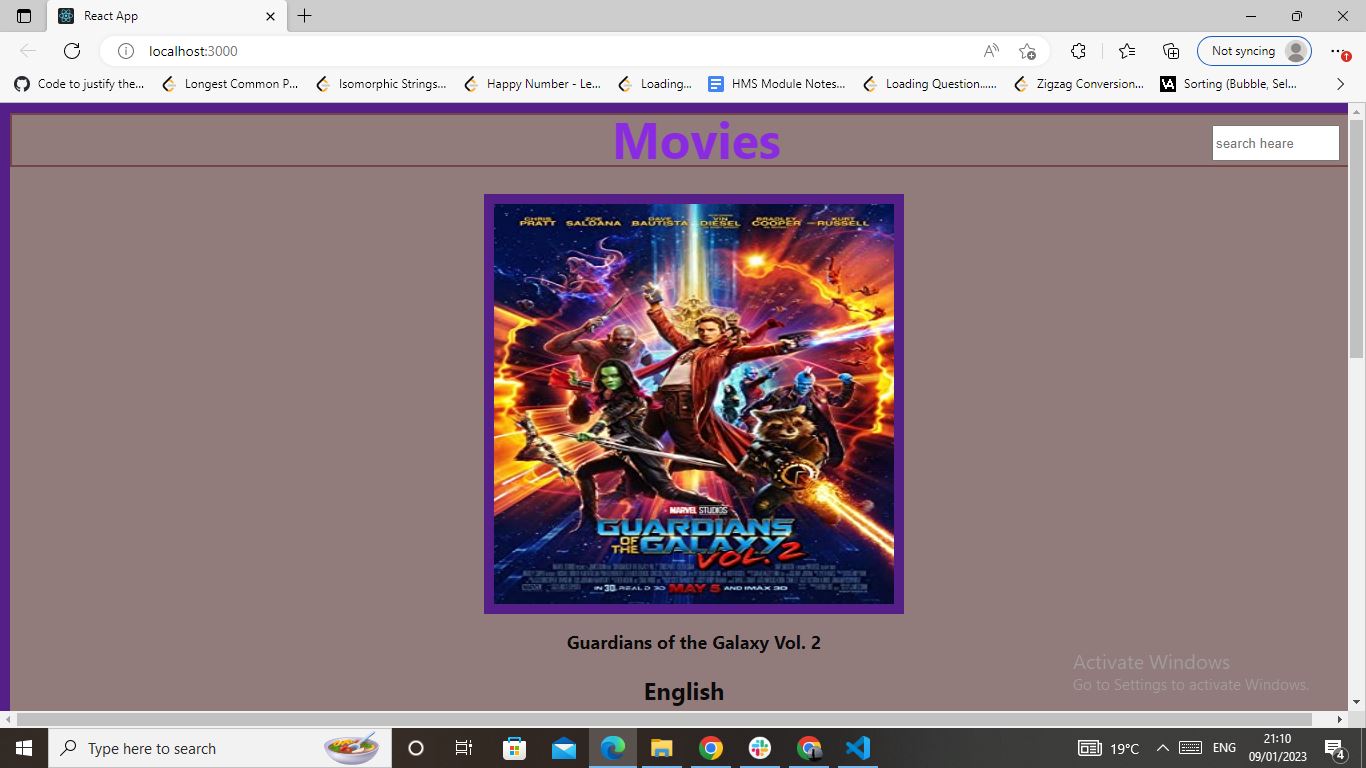 React App
localhost:3000
Not syncing
Code to justify the...
Longest Common P...
Isomorphic Strings...
Happy Number - Le...
Loading...
HMS Module Notes...
Loading Question......
Zigzag Conversion...
VA
Sorting (Bubble, Sel...
Movies
search heare
CHRIS PRATT
ZOE SALDANA
DAVE BAUTISTA
VIN DIESEL
BRADLEY COOPER
KURT RUSSELL
MARVEL STUDIOS
GUARDIANS
OF THE GALAXY
VOL. 2
IN 3D, REAL D 3D MAY 5 AND IMAX 3D
Guardians of the Galaxy Vol. 2
English
Activate Windows
Go to Settings to activate Windows.
Type here to search
19°C
ENG
21:10
09/01/2023
4